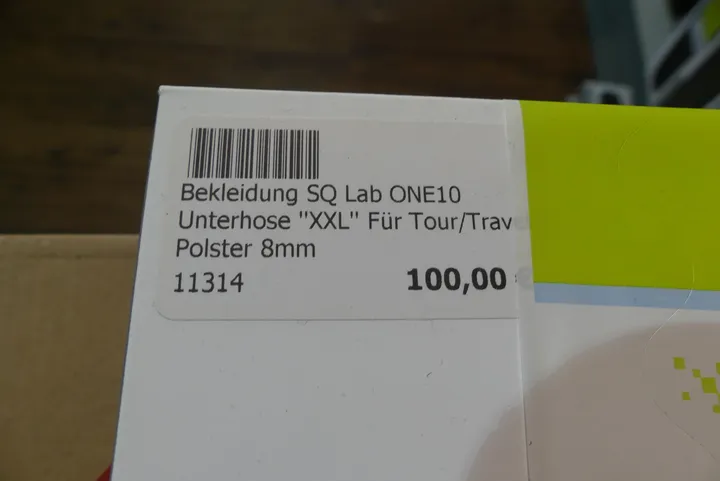 Bekleidung SQ Lab ONE10
Unterhose "XXL" Für Tour/Trav
Polster 8mm
11314 100,00